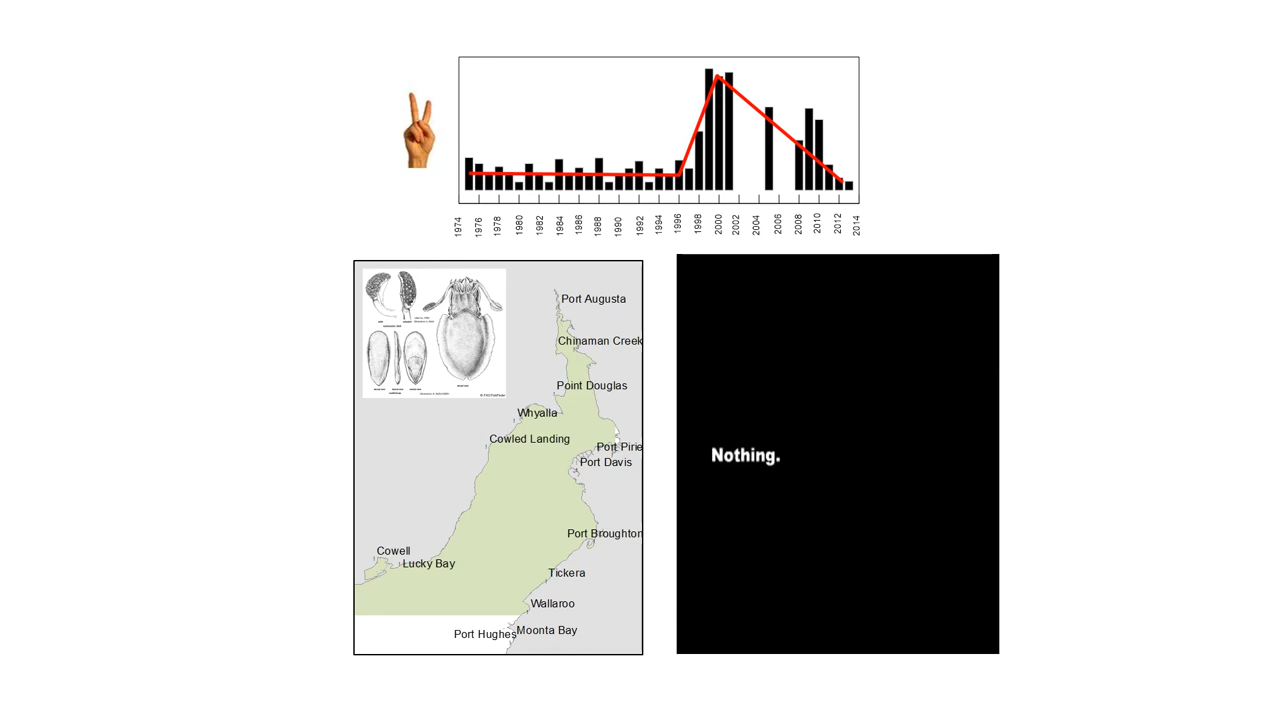 1974
1976
1978
1980
1982
1984
1986
1988
1990
1992
1994
1996
1998
2000
2002
2004
2006
2008
2010
2012
2014
Port Augusta
Chinaman Creek
Point Douglas
Whyalla
Cowled Landing
Port Pirie
Port Davis
Port Broughton
Cowell
Lucky Bay
Tickera
Wallaroo
Moonta Bay
Port Hughes
Nothing.